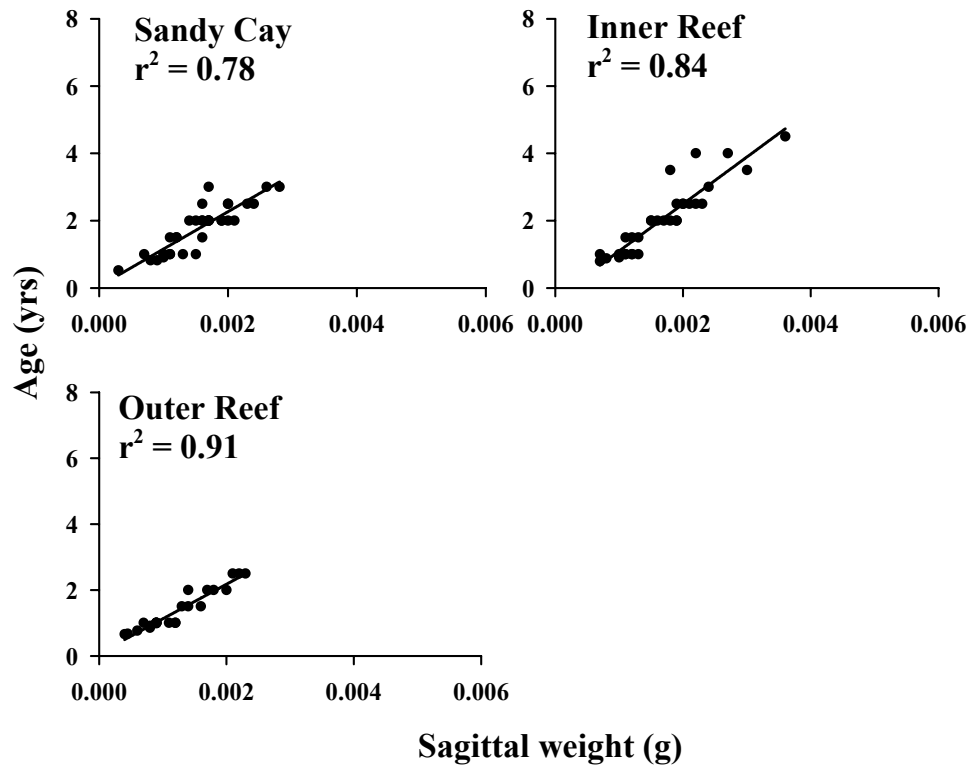 Sandy Cay
r² = 0.78
8
6
4
2
0
0.000 0.002 0.004 0.006
Inner Reef
r² = 0.84
8
6
4
2
0
0.000 0.002 0.004 0.006
Age (yrs)
Outer Reef
r² = 0.91
8
6
4
2
0
0.000 0.002 0.004 0.006
Sagittal weight (g)